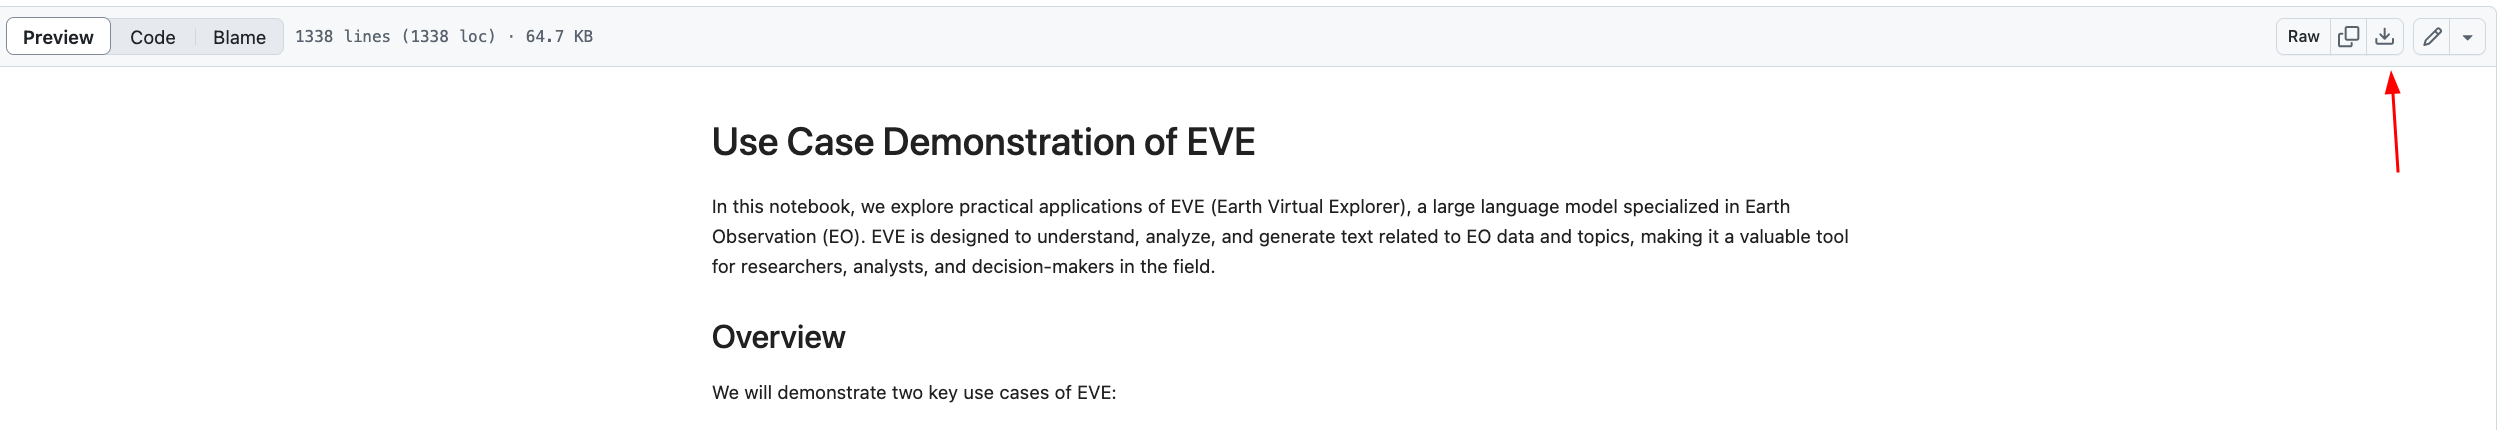 Preview Code Blame 1338 lines (1338 loc) · 64.7 KB Raw
Use Case Demonstration of EVE
In this notebook, we explore practical applications of EVE (Earth Virtual Explorer), a large language model specialized in Earth
Observation (EO). EVE is designed to understand, analyze, and generate text related to EO data and topics, making it a valuable tool
for researchers, analysts, and decision-makers in the field.
Overview
We will demonstrate two key use cases of EVE: